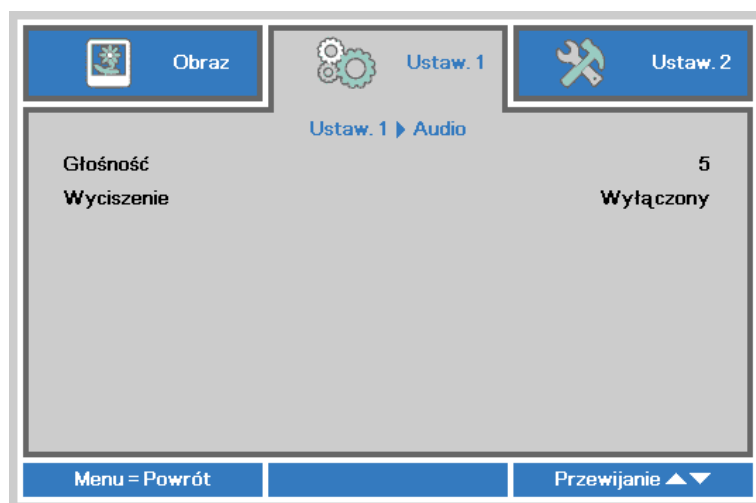 Obraz
Ustaw. 1
Ustaw. 2
Ustaw. 1 ▶ Audio
Głośność 5
Wyciszenie Wyłączony
Menu = Powrót
Przewijanie ▲▼